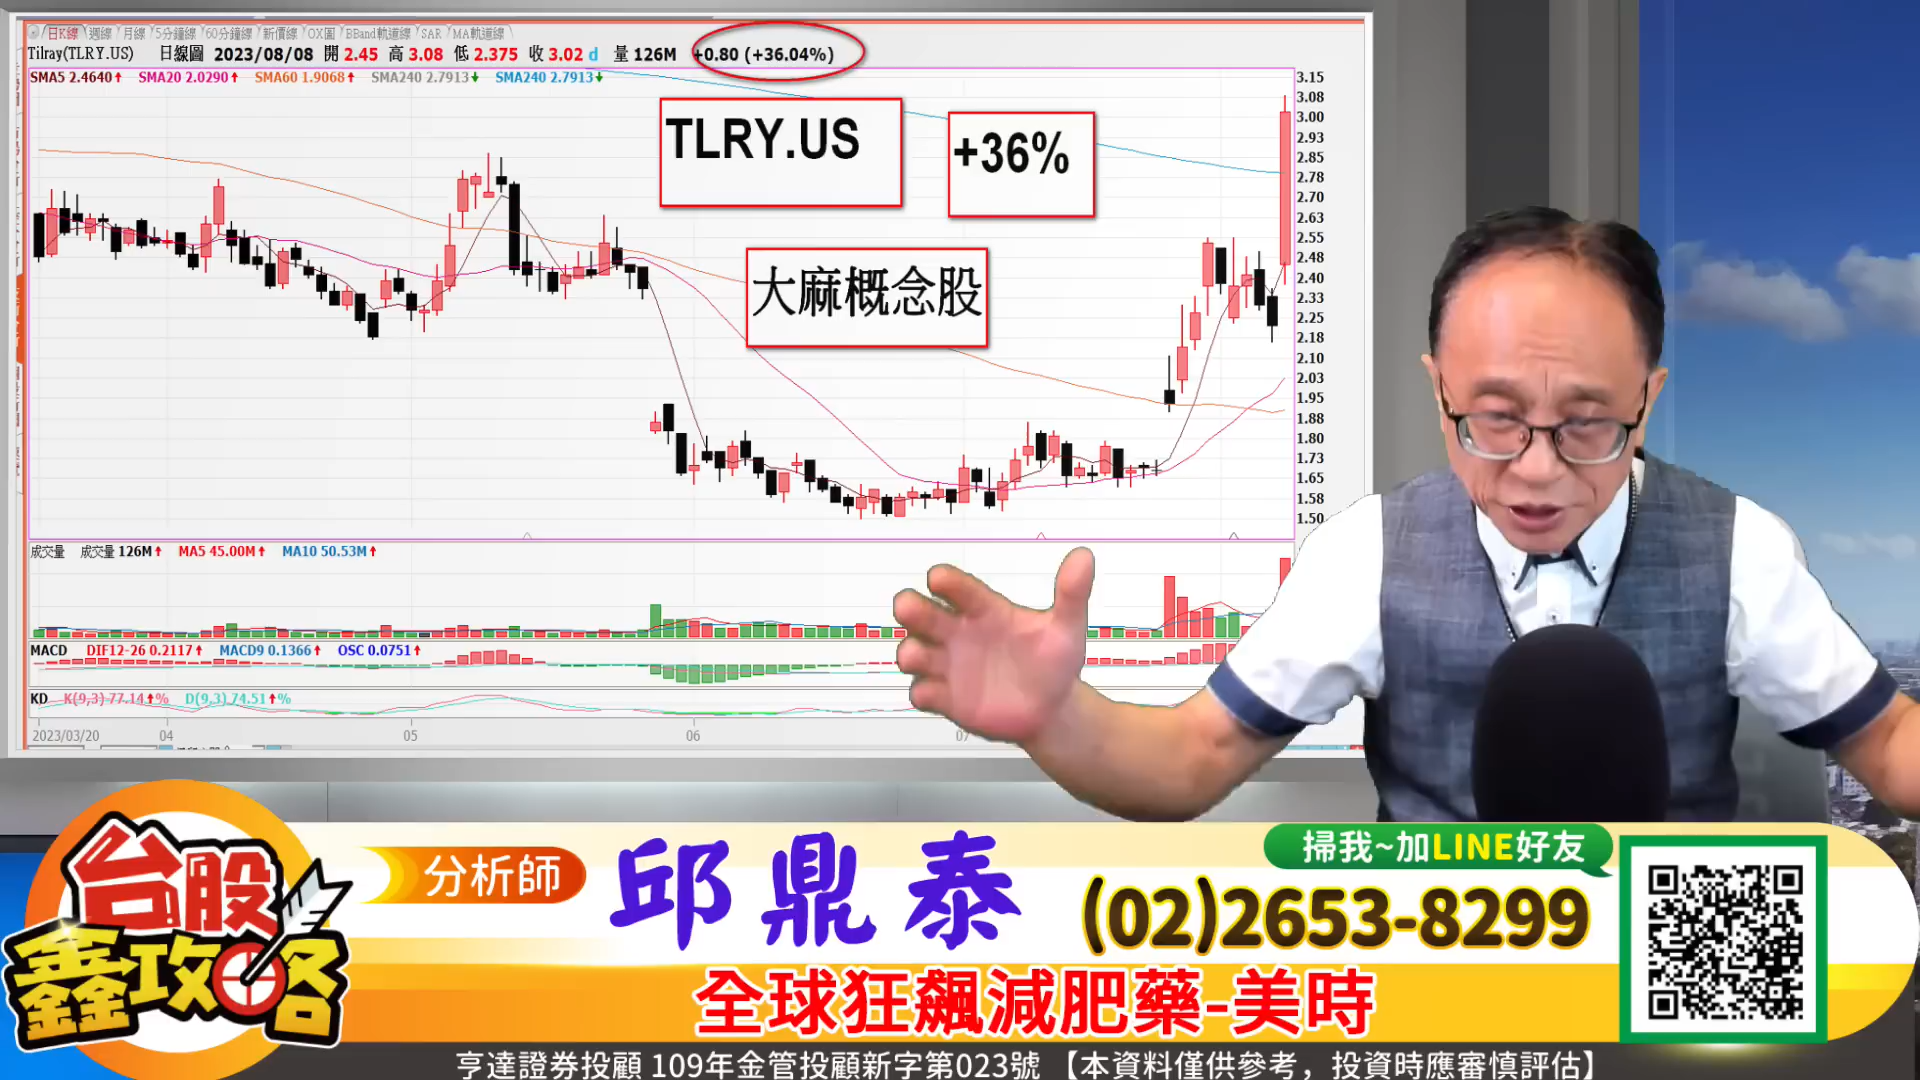 日K線 週線 月線 5分鐘線 60分鐘線 新價線 OX圖 BBand軌道線 SAR MA軌道線
Tilray(TLRY.US) 日線圖 2023/08/08 開 2.45 高 3.08 低 2.375 收 3.02 d 量 126M +0.80 (+36.04%)
SMA5 2.4640↑ SMA20 2.0290↑ SMA60 1.9068↑ SMA240 2.7913↓ SMA240 2.7913↓
TLRY.US
+36%
大麻概念股
3.15
3.08
3.00
2.93
2.85
2.78
2.70
2.63
2.55
2.48
2.40
2.33
2.25
2.18
2.10
2.03
1.95
1.88
1.80
1.73
1.65
1.58
1.50
成交量 成交量 126M↑ MA5 45.00M↑ MA10 50.53M↑
MACD DIF12-26 0.2117↑ MACD9 0.1366↑ OSC 0.0751↑
KD K(9,3) 77.14↑% D(9,3) 74.51↑%
2023/03/20 04 05 06 07
台股
鑫攻略
分析師
邱鼎泰
掃我~加LINE好友
(02)2653-8299
全球狂飆減肥藥-美時
亨達證券投顧 109年金管投顧新字第023號 【本資料僅供參考，投資時應審慎評估】